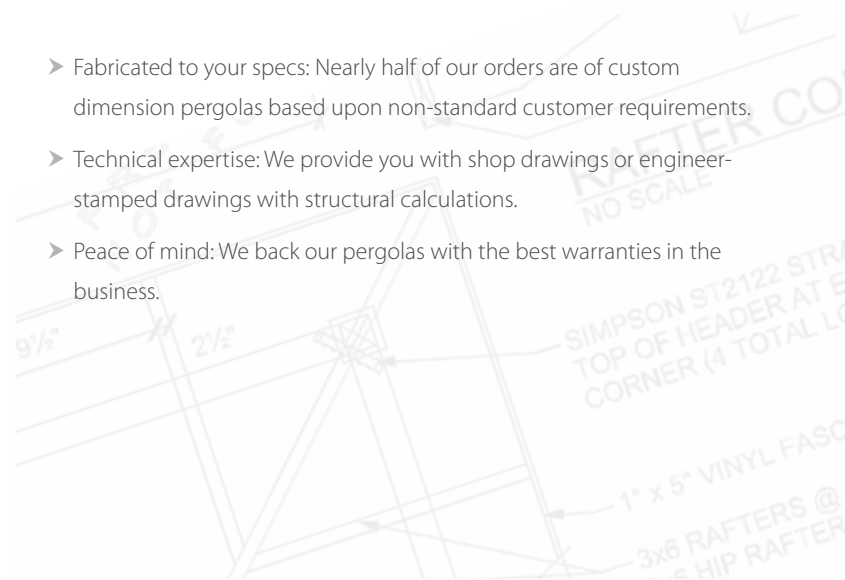 ➤ Fabricated to your specs: Nearly half of our orders are of custom
dimension pergolas based upon non-standard customer requirements.
➤ Technical expertise: We provide you with shop drawings or engineer-
stamped drawings with structural calculations.
➤ Peace of mind: We back our pergolas with the best warranties in the
business.
RAFTER CO
NO SCALE
9½"
2½"
SIMPSON ST2122 STRA
TOP OF HEADER AT E
CORNER (4 TOTAL LO
1" X 5" VINYL FASC
3x6 RAFTERS @
HIP RAFTER